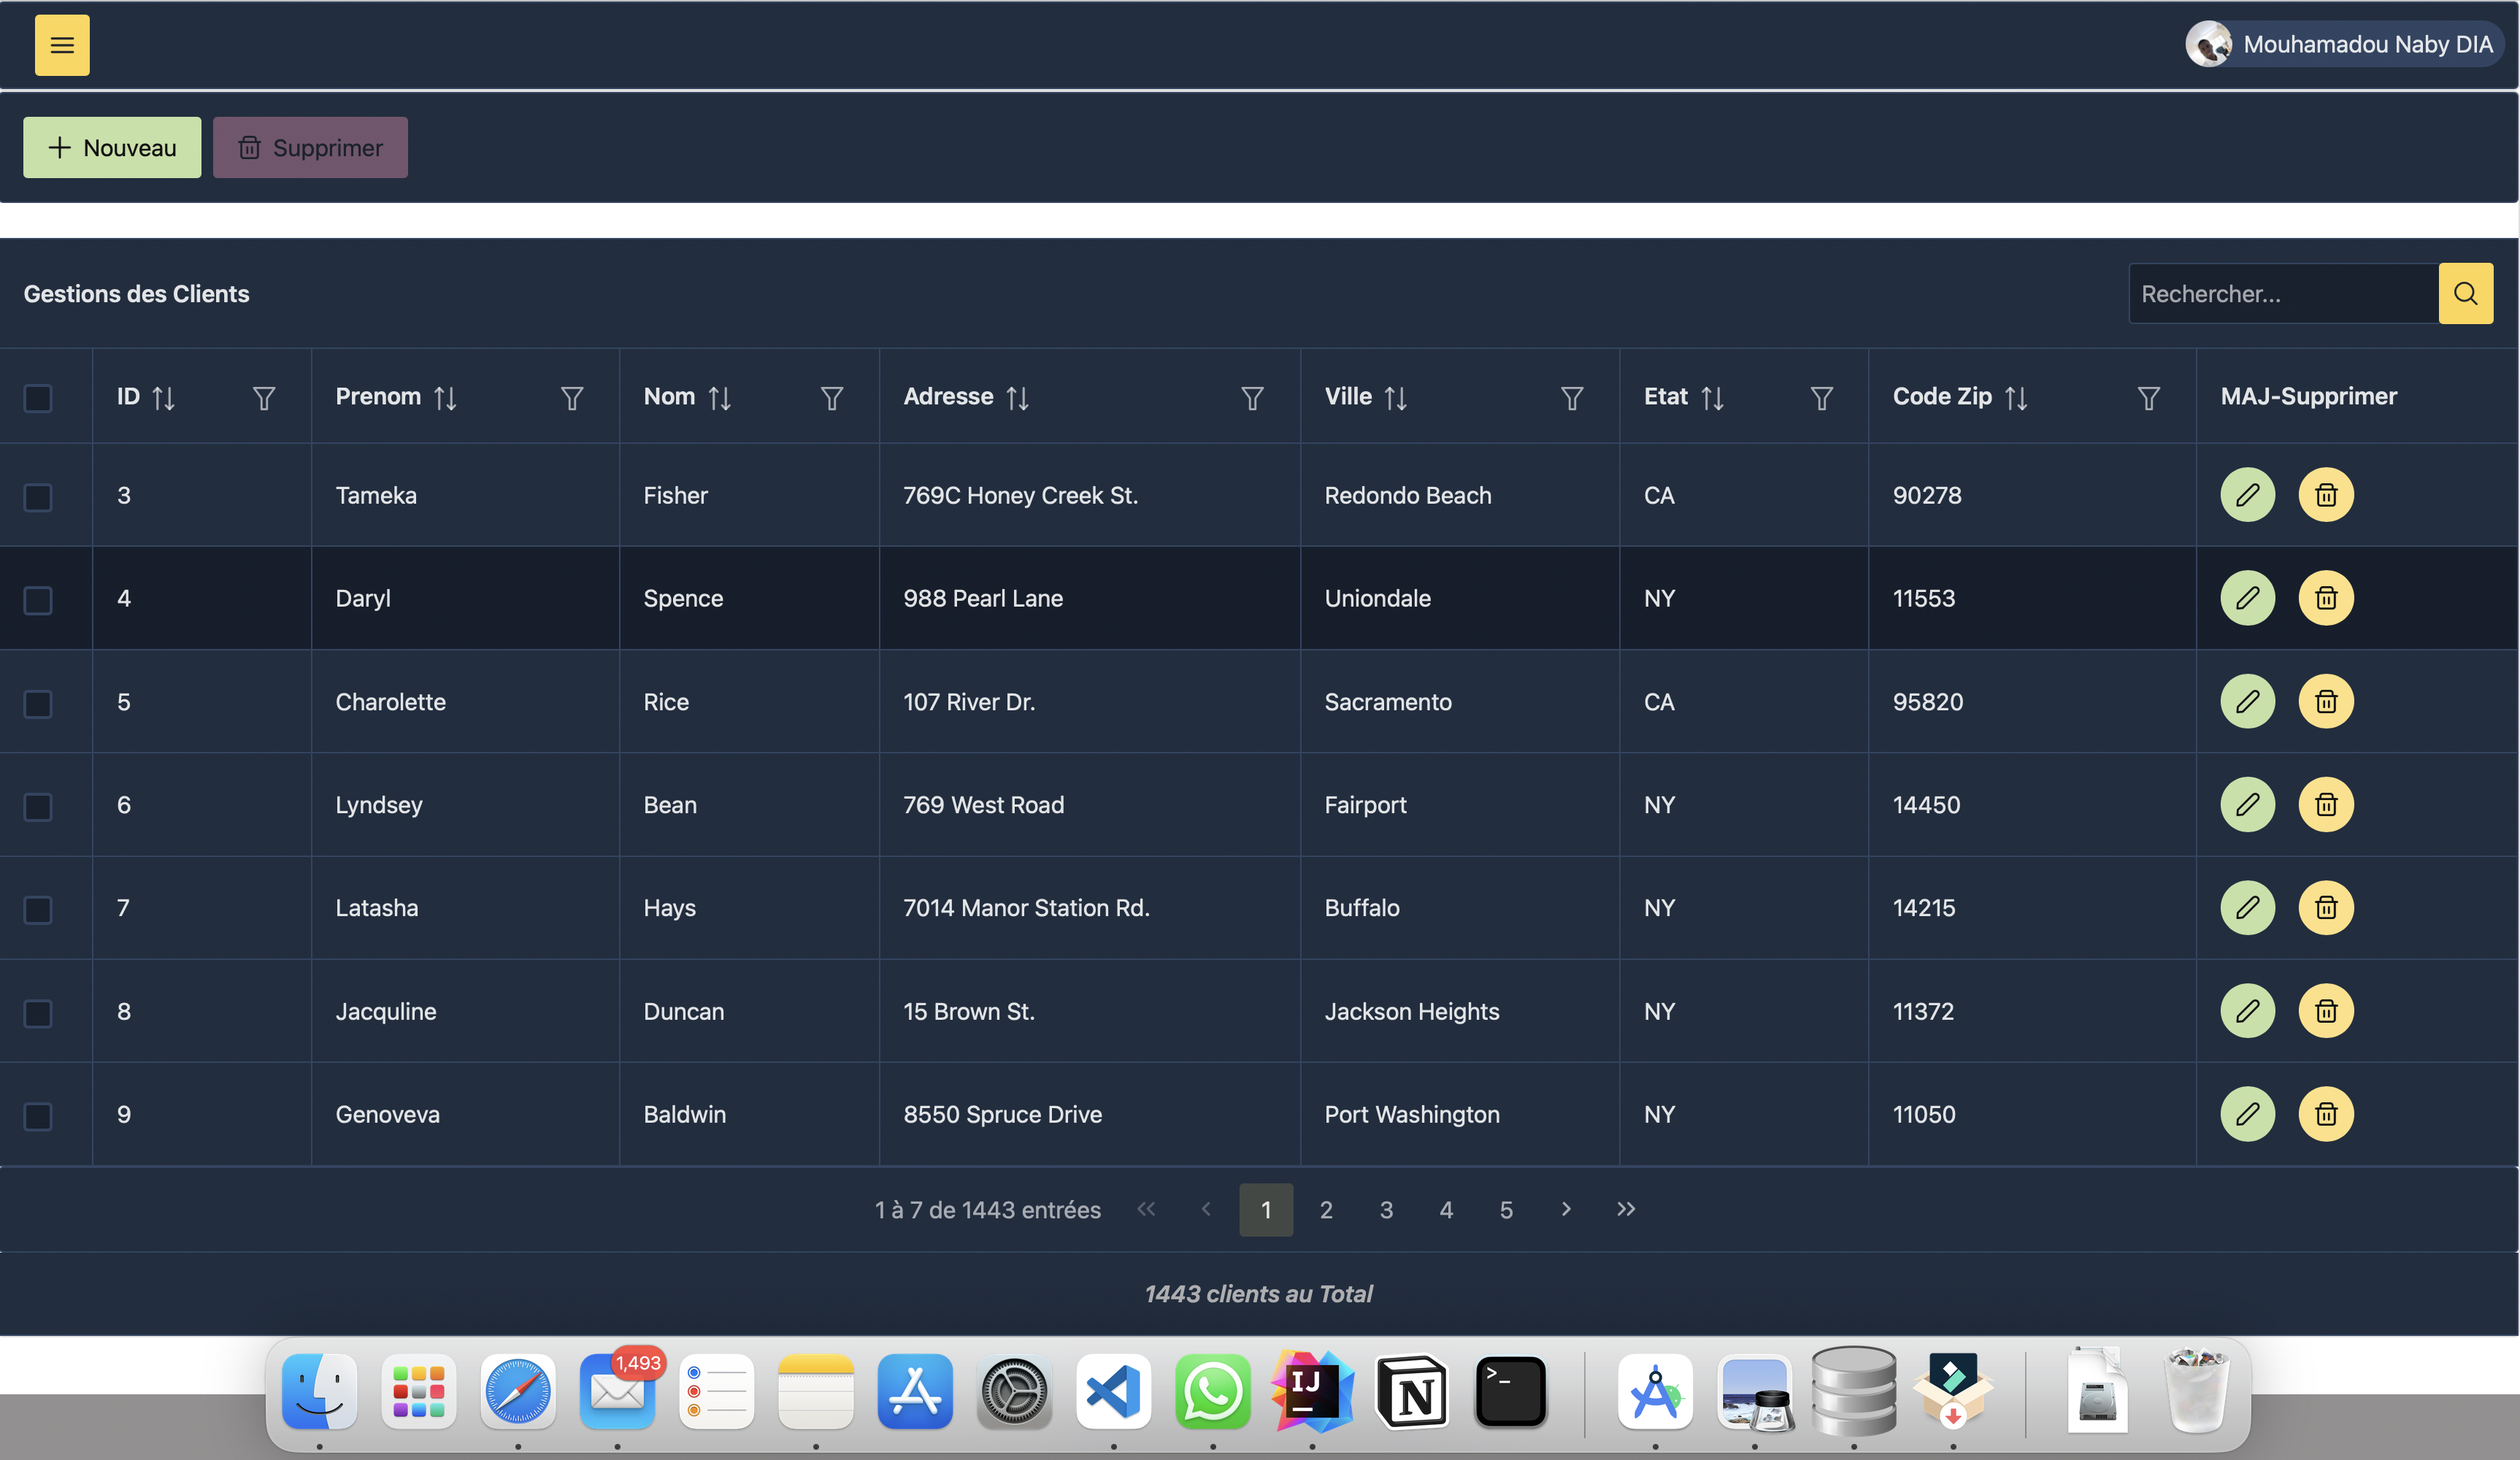 Mouhamadou Naby DIA
Nouveau Supprimer
Gestions des Clients Rechercher...
ID Prenom Nom Adresse Ville Etat Code Zip MAJ-Supprimer
3 Tameka Fisher 769C Honey Creek St. Redondo Beach CA 90278
4 Daryl Spence 988 Pearl Lane Uniondale NY 11553
5 Charolette Rice 107 River Dr. Sacramento CA 95820
6 Lyndsey Bean 769 West Road Fairport NY 14450
7 Latasha Hays 7014 Manor Station Rd. Buffalo NY 14215
8 Jacquline Duncan 15 Brown St. Jackson Heights NY 11372
9 Genoveva Baldwin 8550 Spruce Drive Port Washington NY 11050
1 à 7 de 1443 entrées « ‹ 1 2 3 4 5 › »
1443 clients au Total
1,493
IJ
N
>_